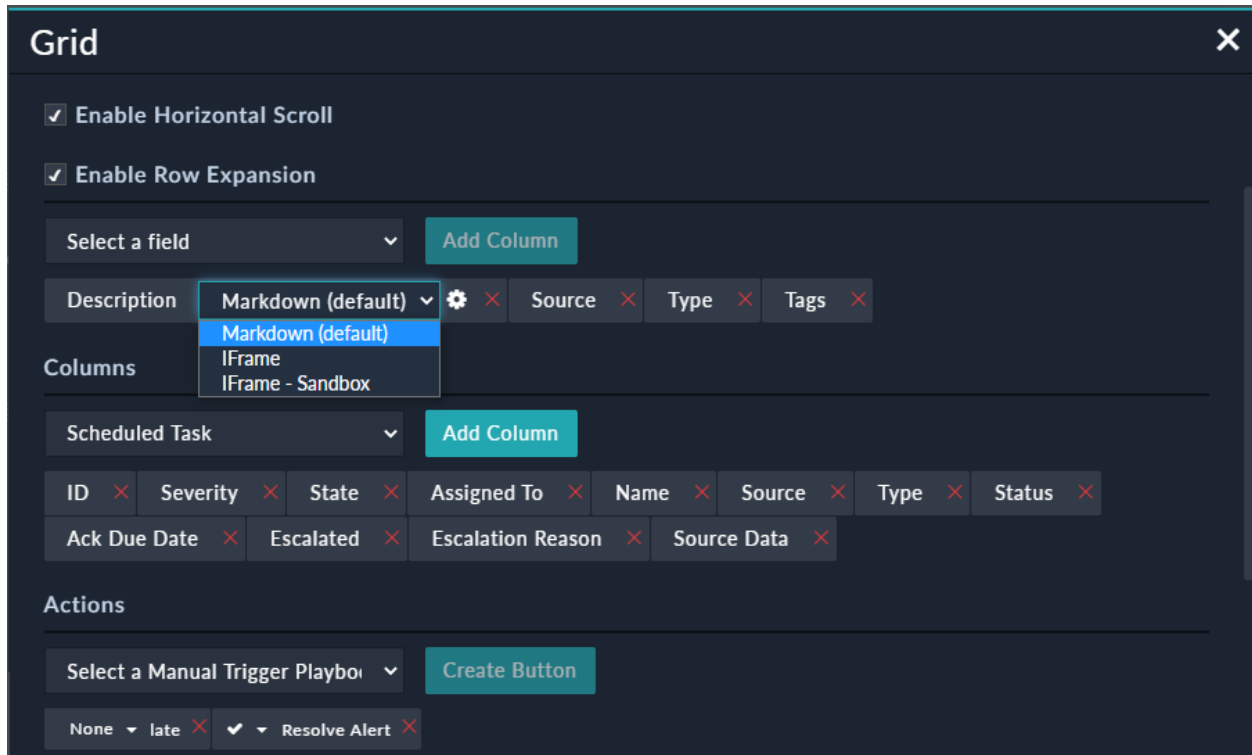 Grid
Enable Horizontal Scroll
Enable Row Expansion
Select a field Add Column
Description Markdown (default) Source Type Tags
Markdown (default)
IFrame
IFrame - Sandbox
Columns
Scheduled Task Add Column
ID Severity State Assigned To Name Source Type Status
Ack Due Date Escalated Escalation Reason Source Data
Actions
Select a Manual Trigger Playbo Create Button
None late Resolve Alert